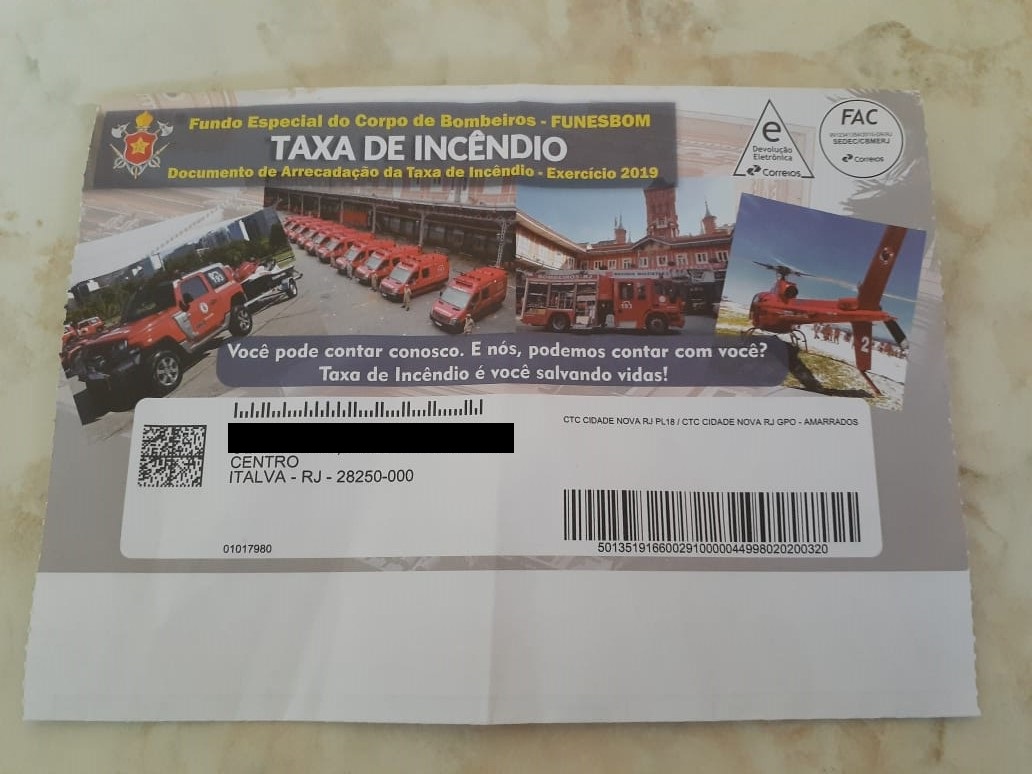 Fundo Especial do Corpo de Bombeiros - FUNESBOM
TAXA DE INCÊNDIO
Documento de Arrecadação da Taxa de Incêndio - Exercício 2019
e
Devolução
Eletrônica
Correios
FAC
SEDEC/CBMERJ
Correios
193
2
Você pode contar conosco. E nós, podemos contar com você?
Taxa de Incêndio é você salvando vidas!
CTC CIDADE NOVA RJ PL18 / CTC CIDADE NOVA RJ GPO - AMARRADOS
CENTRO
ITALVA - RJ - 28250-000
01017980
5013519166002910000044998020200320